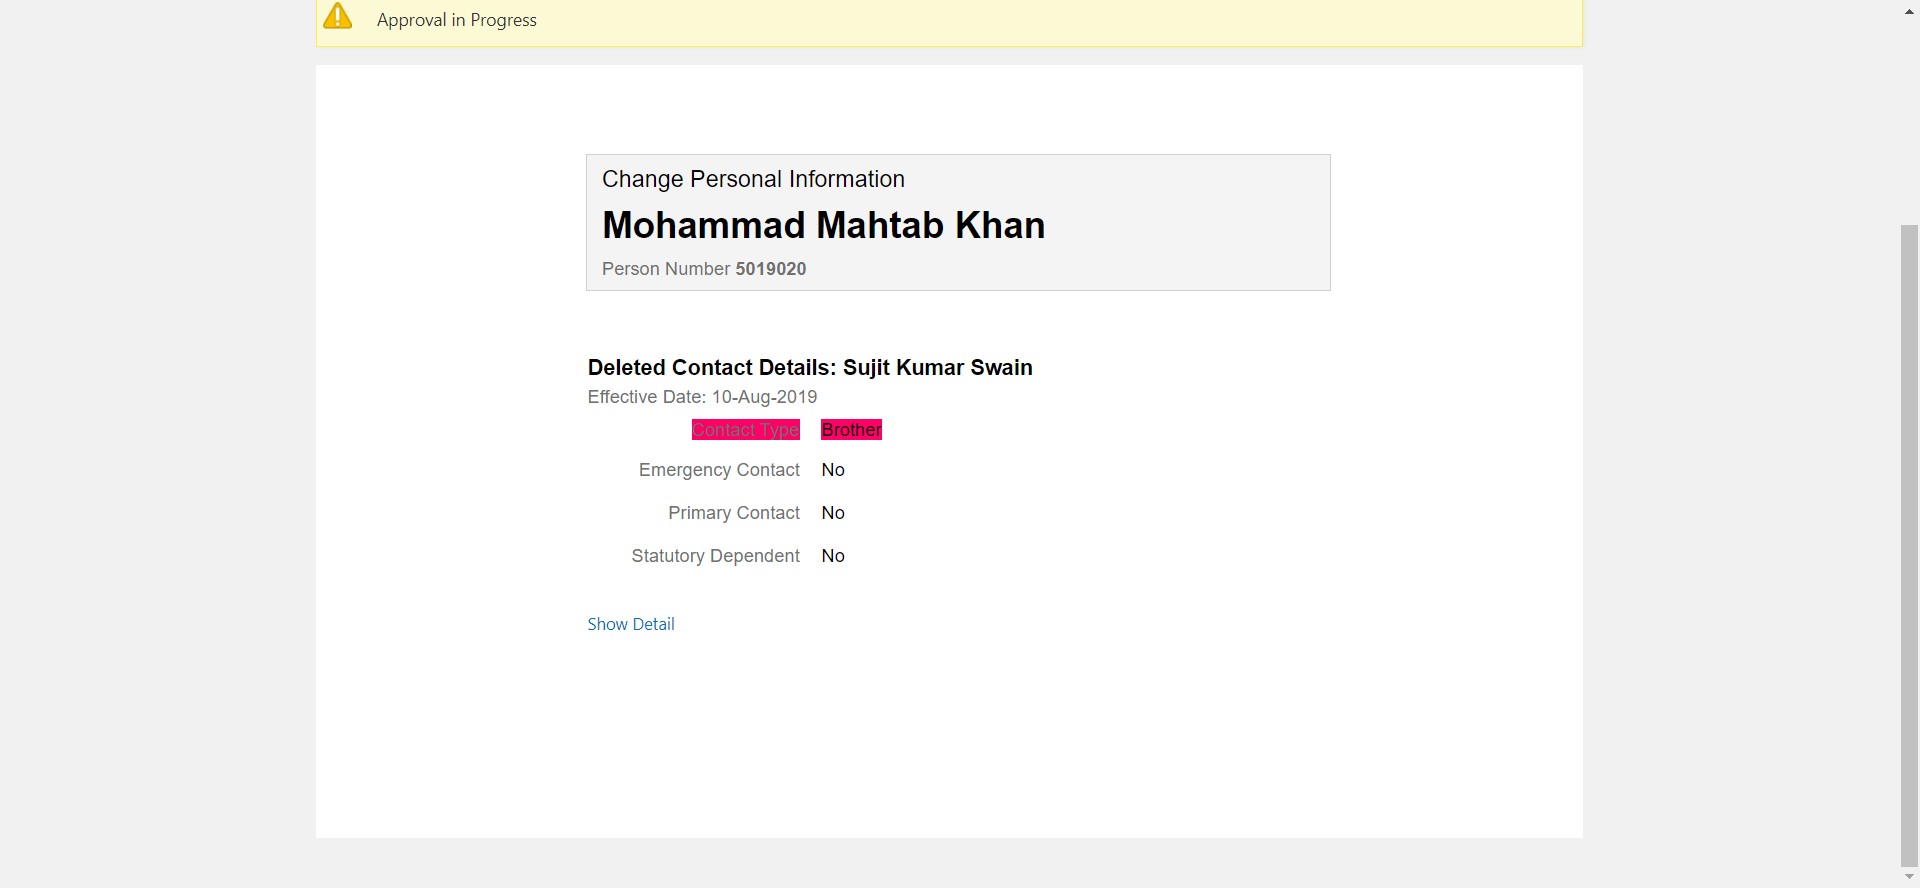 Approval in Progress
Change Personal Information
Mohammad Mahtab Khan
Person Number 5019020
Deleted Contact Details: Sujit Kumar Swain
Effective Date: 10-Aug-2019
Contact Type Brother
Emergency Contact No
Primary Contact No
Statutory Dependent No
Show Detail